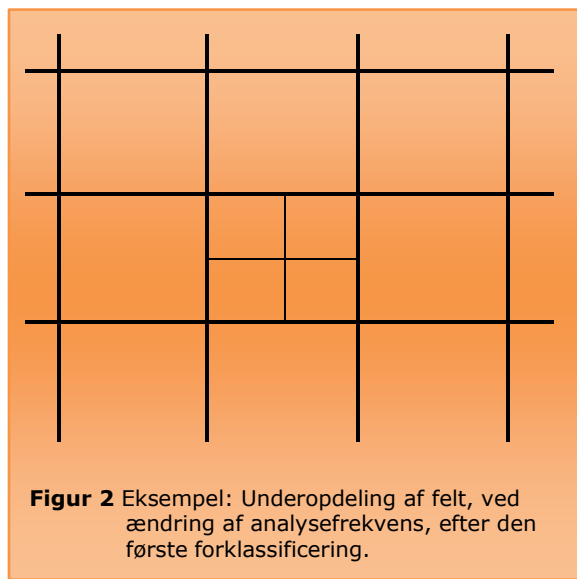 Figur 2 Eksempel: Underopdeling af felt, ved
ændring af analysefrekvens, efter den
første forklassificering.